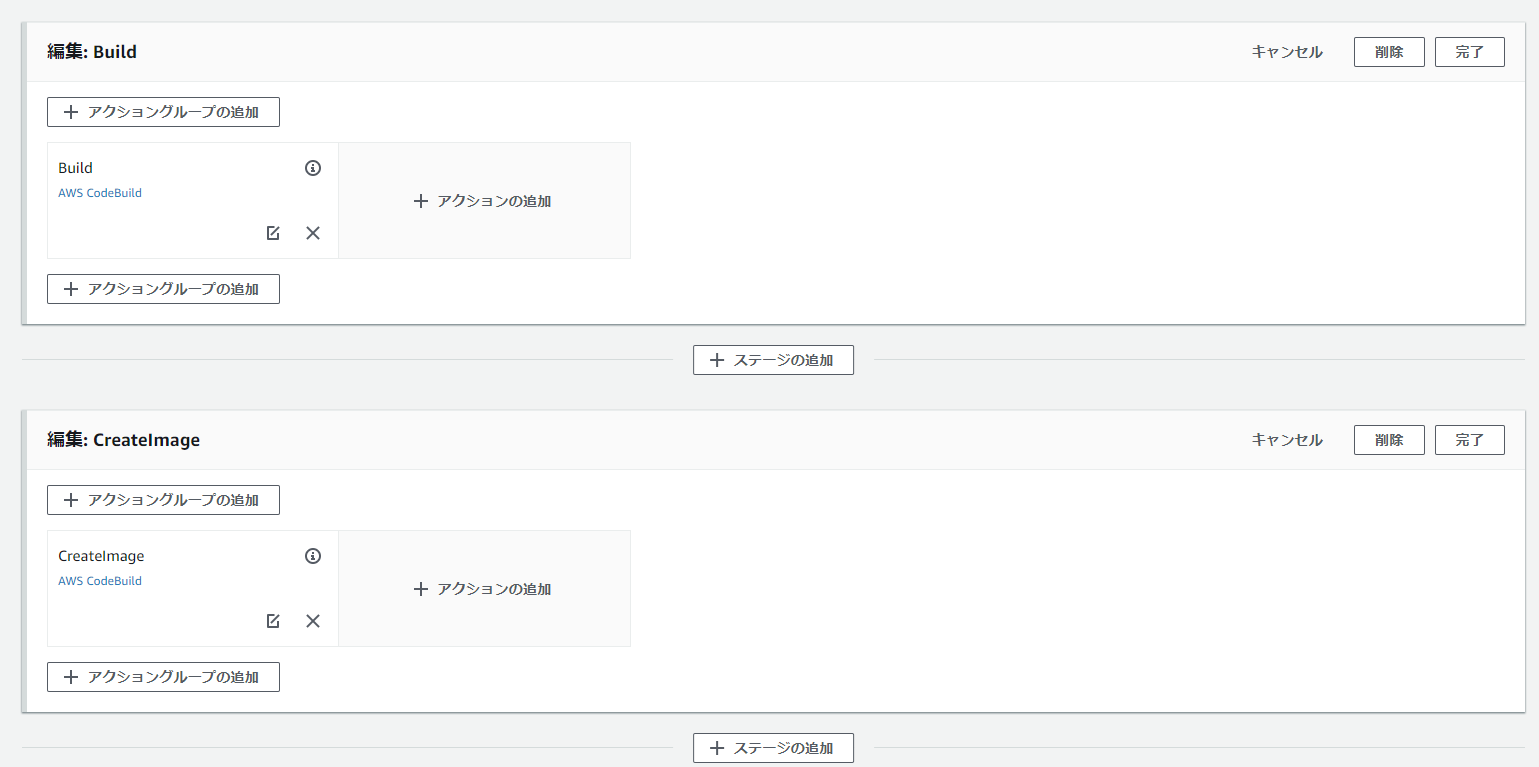 編集: Build
キャンセル
削除
完了
アクショングループの追加
Build
AWS CodeBuild
アクションの追加
アクショングループの追加
ステージの追加
編集: CreateImage
キャンセル
削除
完了
アクショングループの追加
CreateImage
AWS CodeBuild
アクションの追加
アクショングループの追加
ステージの追加